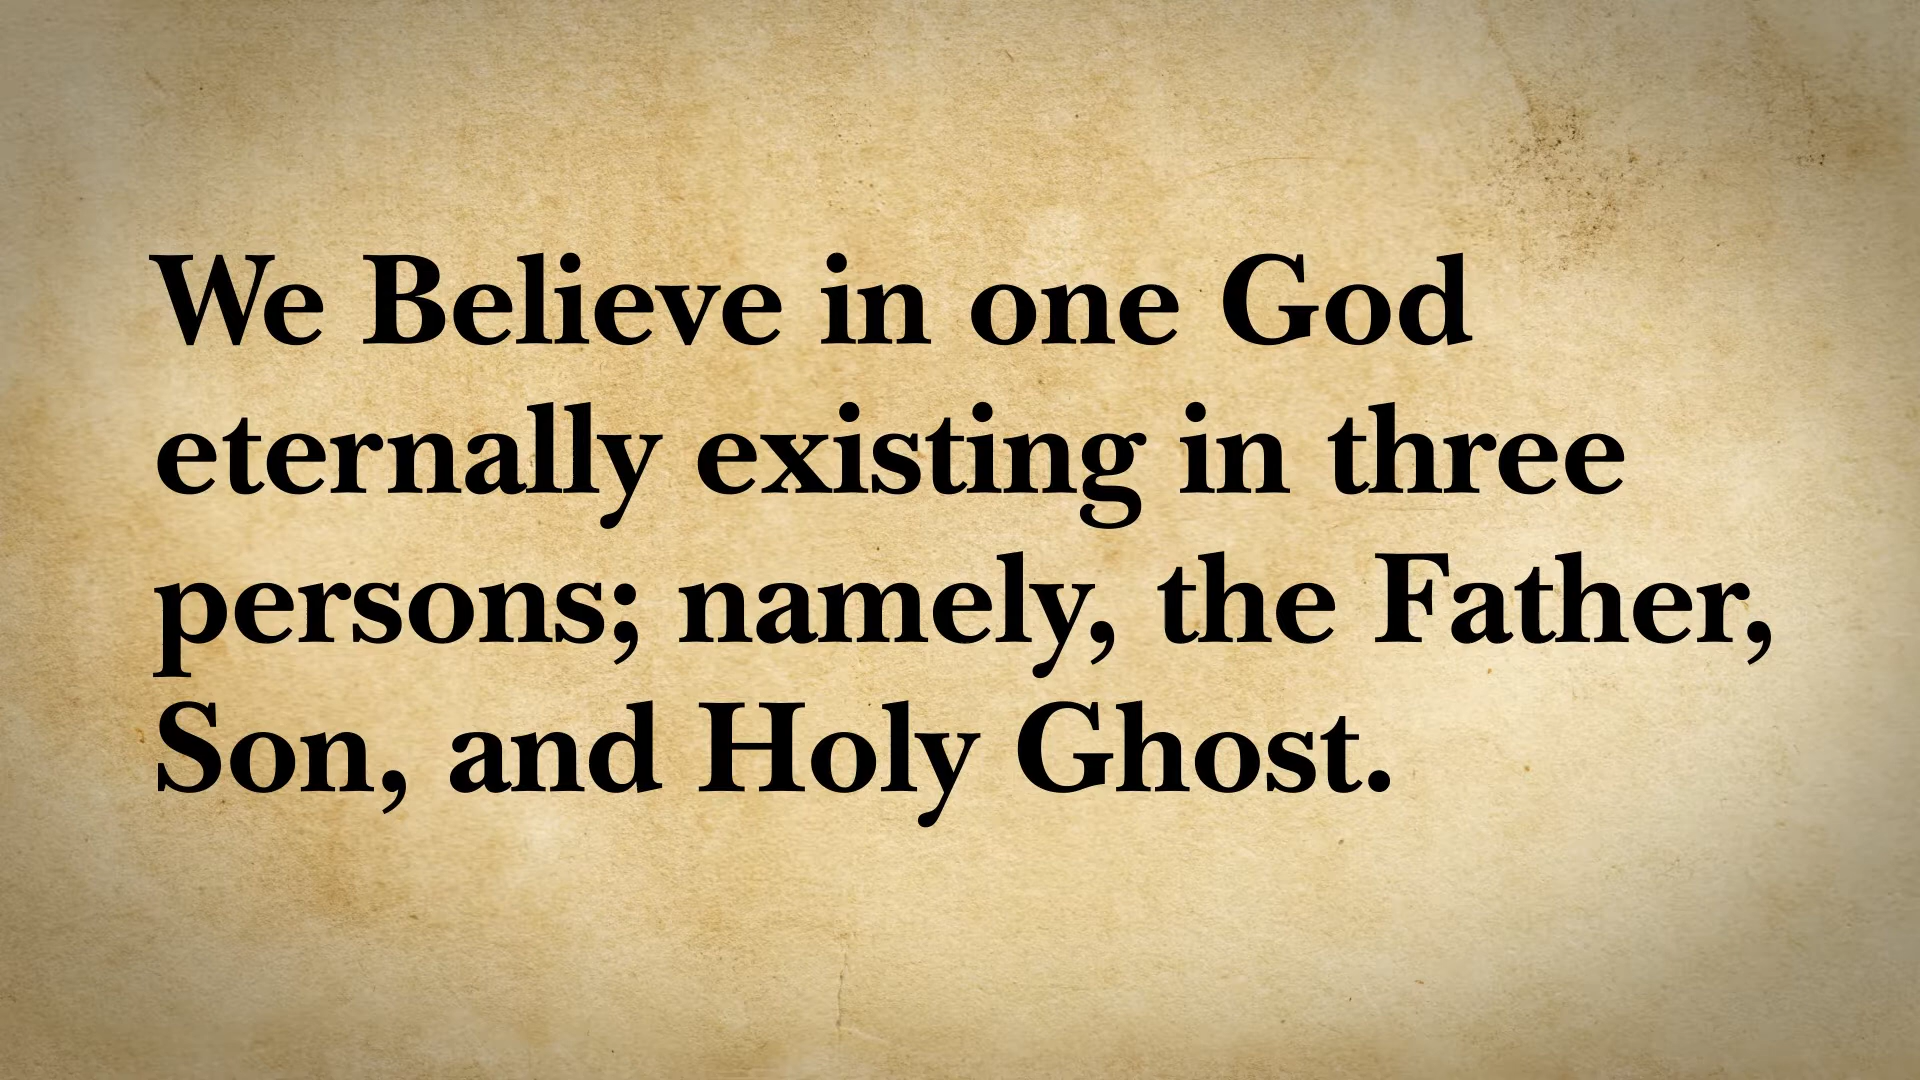 We Believe in one God
eternally existing in three
persons; namely, the Father,
Son, and Holy Ghost.